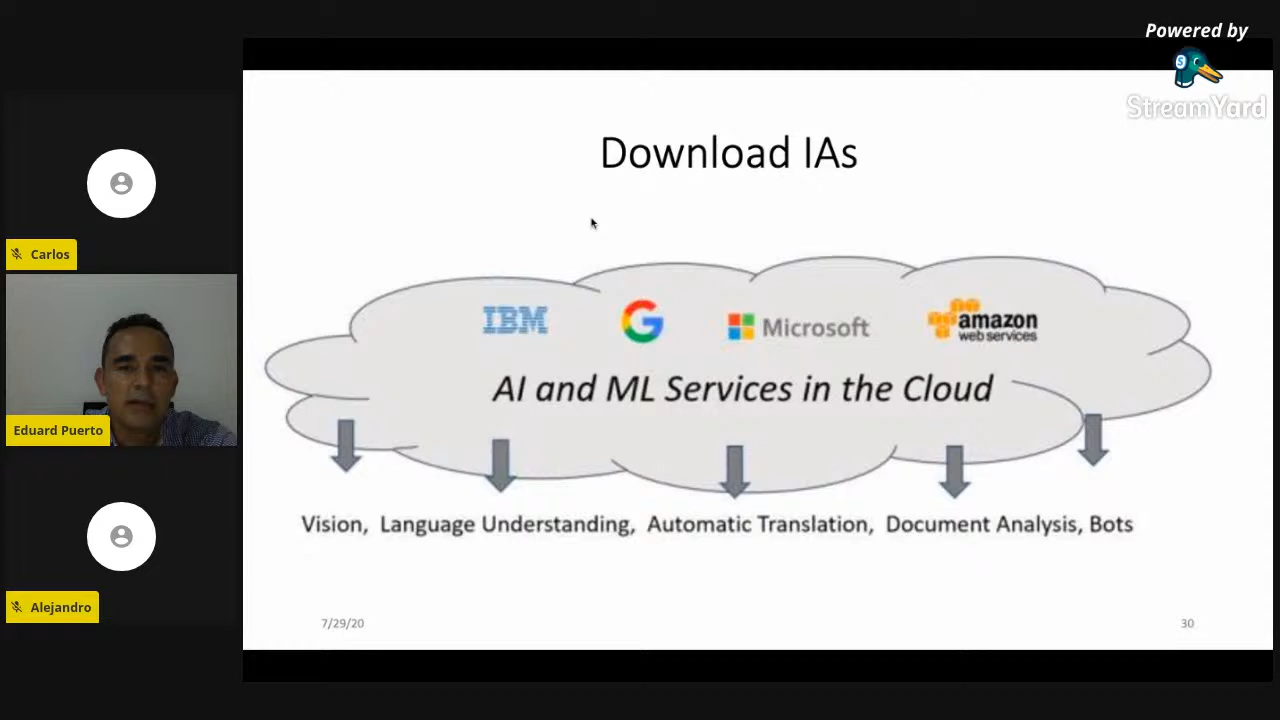 Powered by
StreamYard
Download IAs
IBM
G
Microsoft
amazon
web services
AI and ML Services in the Cloud
Vision, Language Understanding, Automatic Translation, Document Analysis, Bots
7/29/20
30
Carlos
Eduard Puerto
Alejandro